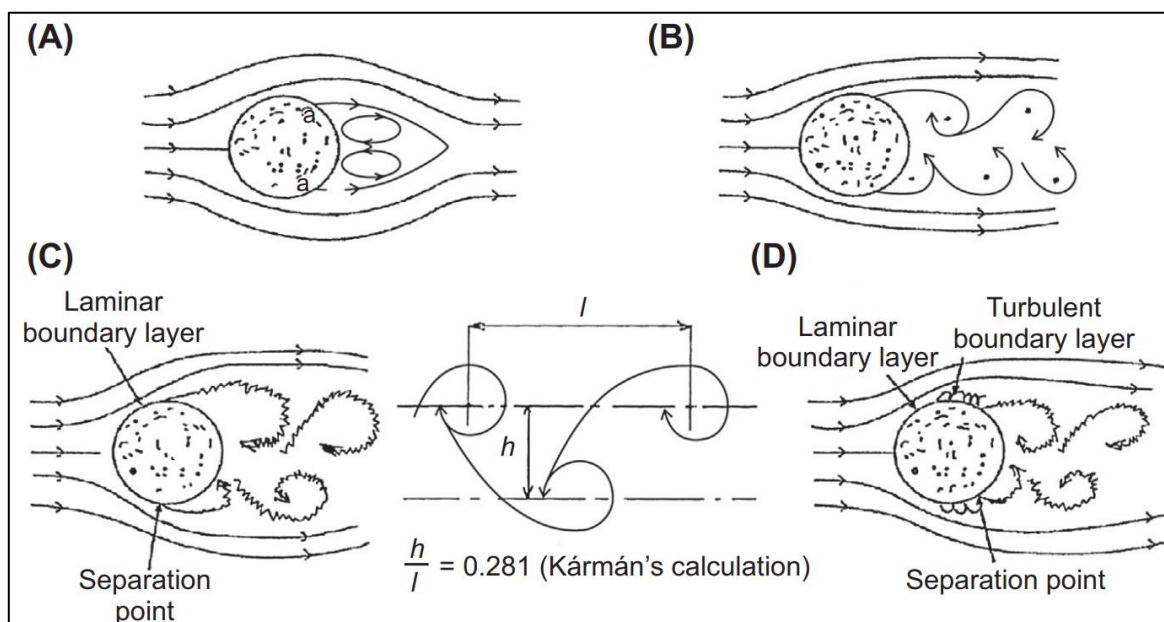 (A)
a
a
(B)
(C)
Laminar
boundary layer
Separation
point
l
h
h/l = 0.281 (Kármán’s calculation)
(D)
Laminar
boundary layer
Turbulent
boundary layer
Separation point